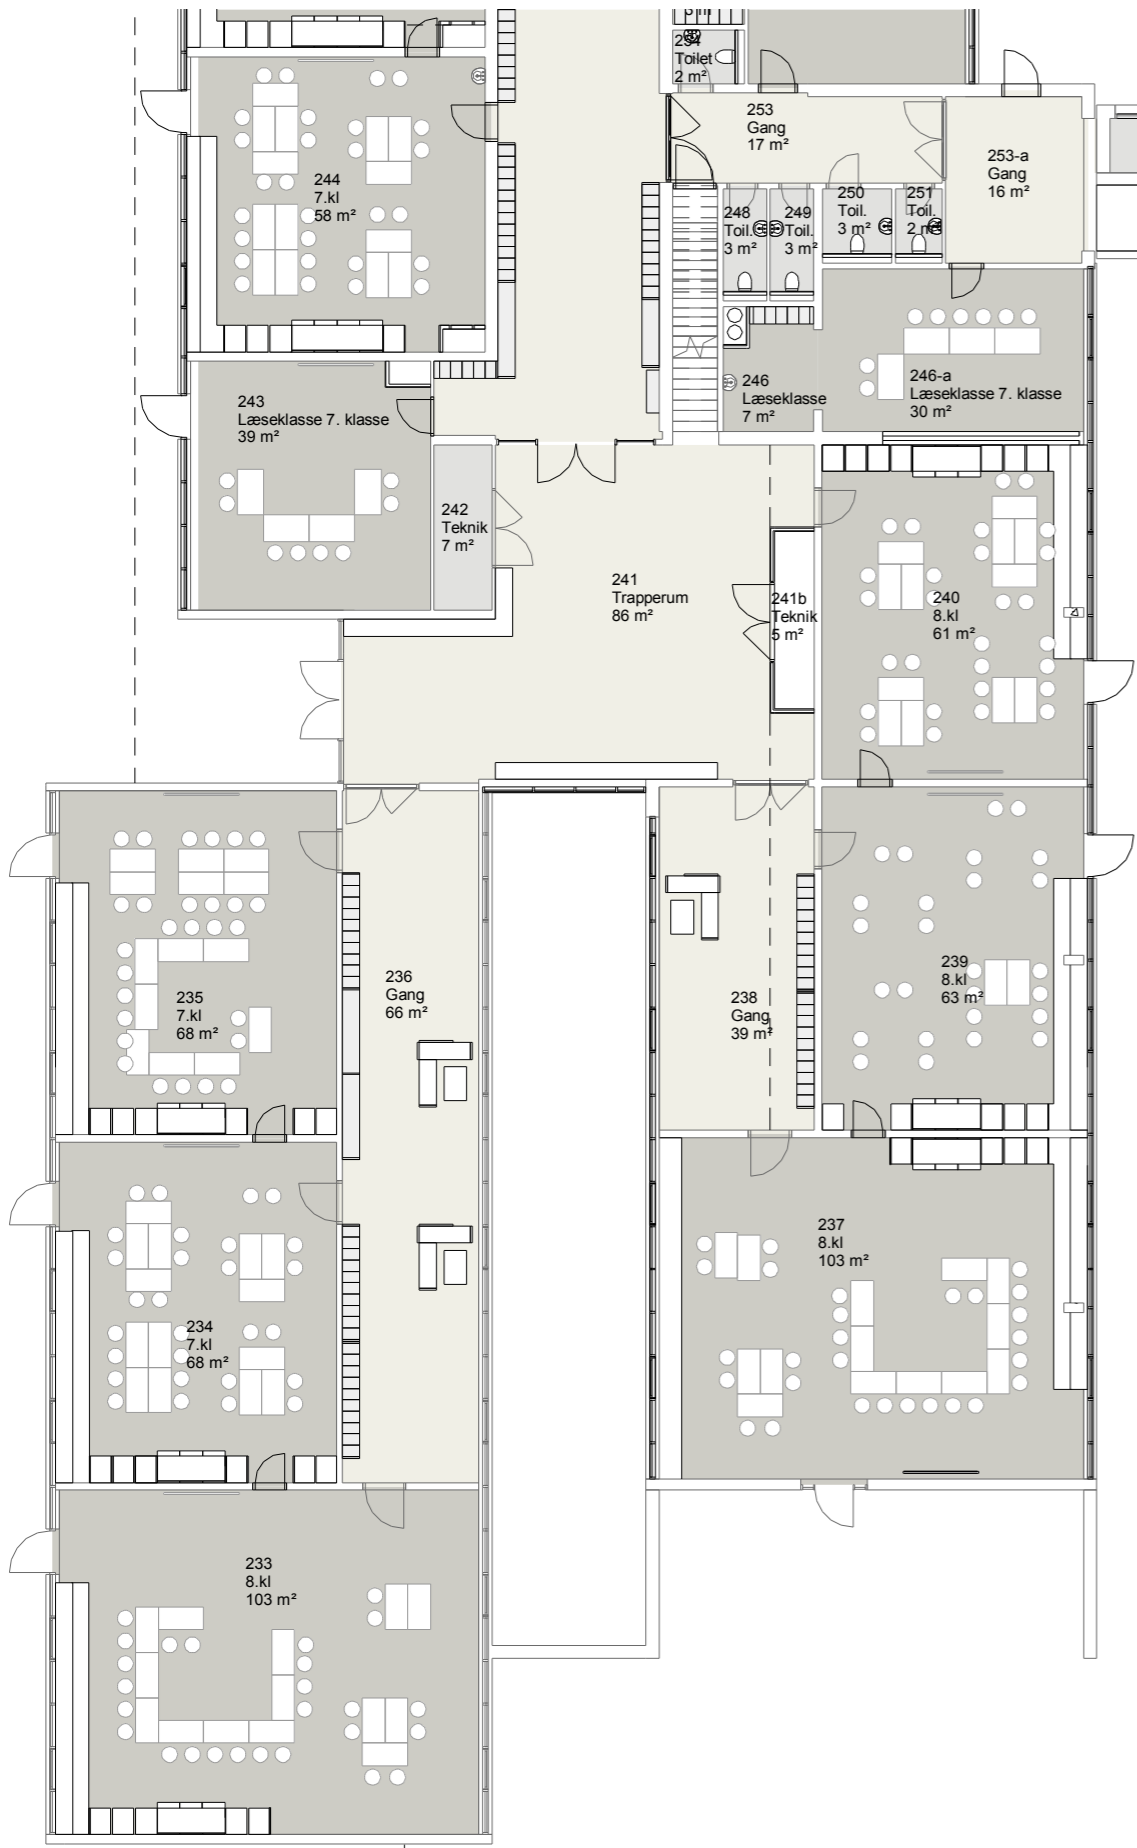 3 m²
254
Toilet
2 m²
253
Gang
17 m²
253-a
Gang
16 m²
244
7.kl
58 m²
248
Toil.
3 m²
249
Toil.
3 m²
250
Toil.
3 m²
251
Toil.
2 m²
243
Læseklasse 7. klasse
39 m²
246
Læseklasse
7 m²
246-a
Læseklasse 7. klasse
30 m²
242
Teknik
7 m²
241
Trapperum
86 m²
241b
Teknik
5 m²
240
8.kl
61 m²
235
7.kl
68 m²
236
Gang
66 m²
238
Gang
39 m²
239
8.kl
63 m²
234
7.kl
68 m²
237
8.kl
103 m²
233
8.kl
103 m²